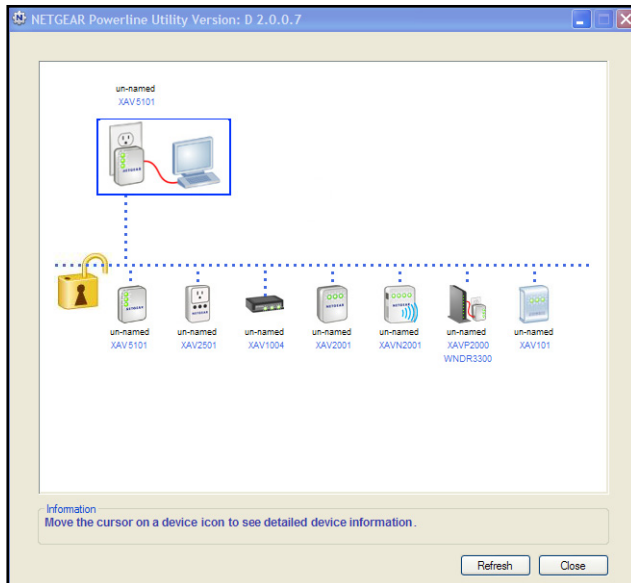 NETGEAR Powerline Utility Version: D 2.0.0.7
un-named
XAV5101
NETGEAR
un-named
XAV5101
un-named
XAV2501
un-named
XAV1004
un-named
XAV2001
un-named
XAVN2001
un-named
XAVP2000
WNDR3300
un-named
XAV101
Information
Move the cursor on a device icon to see detailed device information.
Refresh
Close